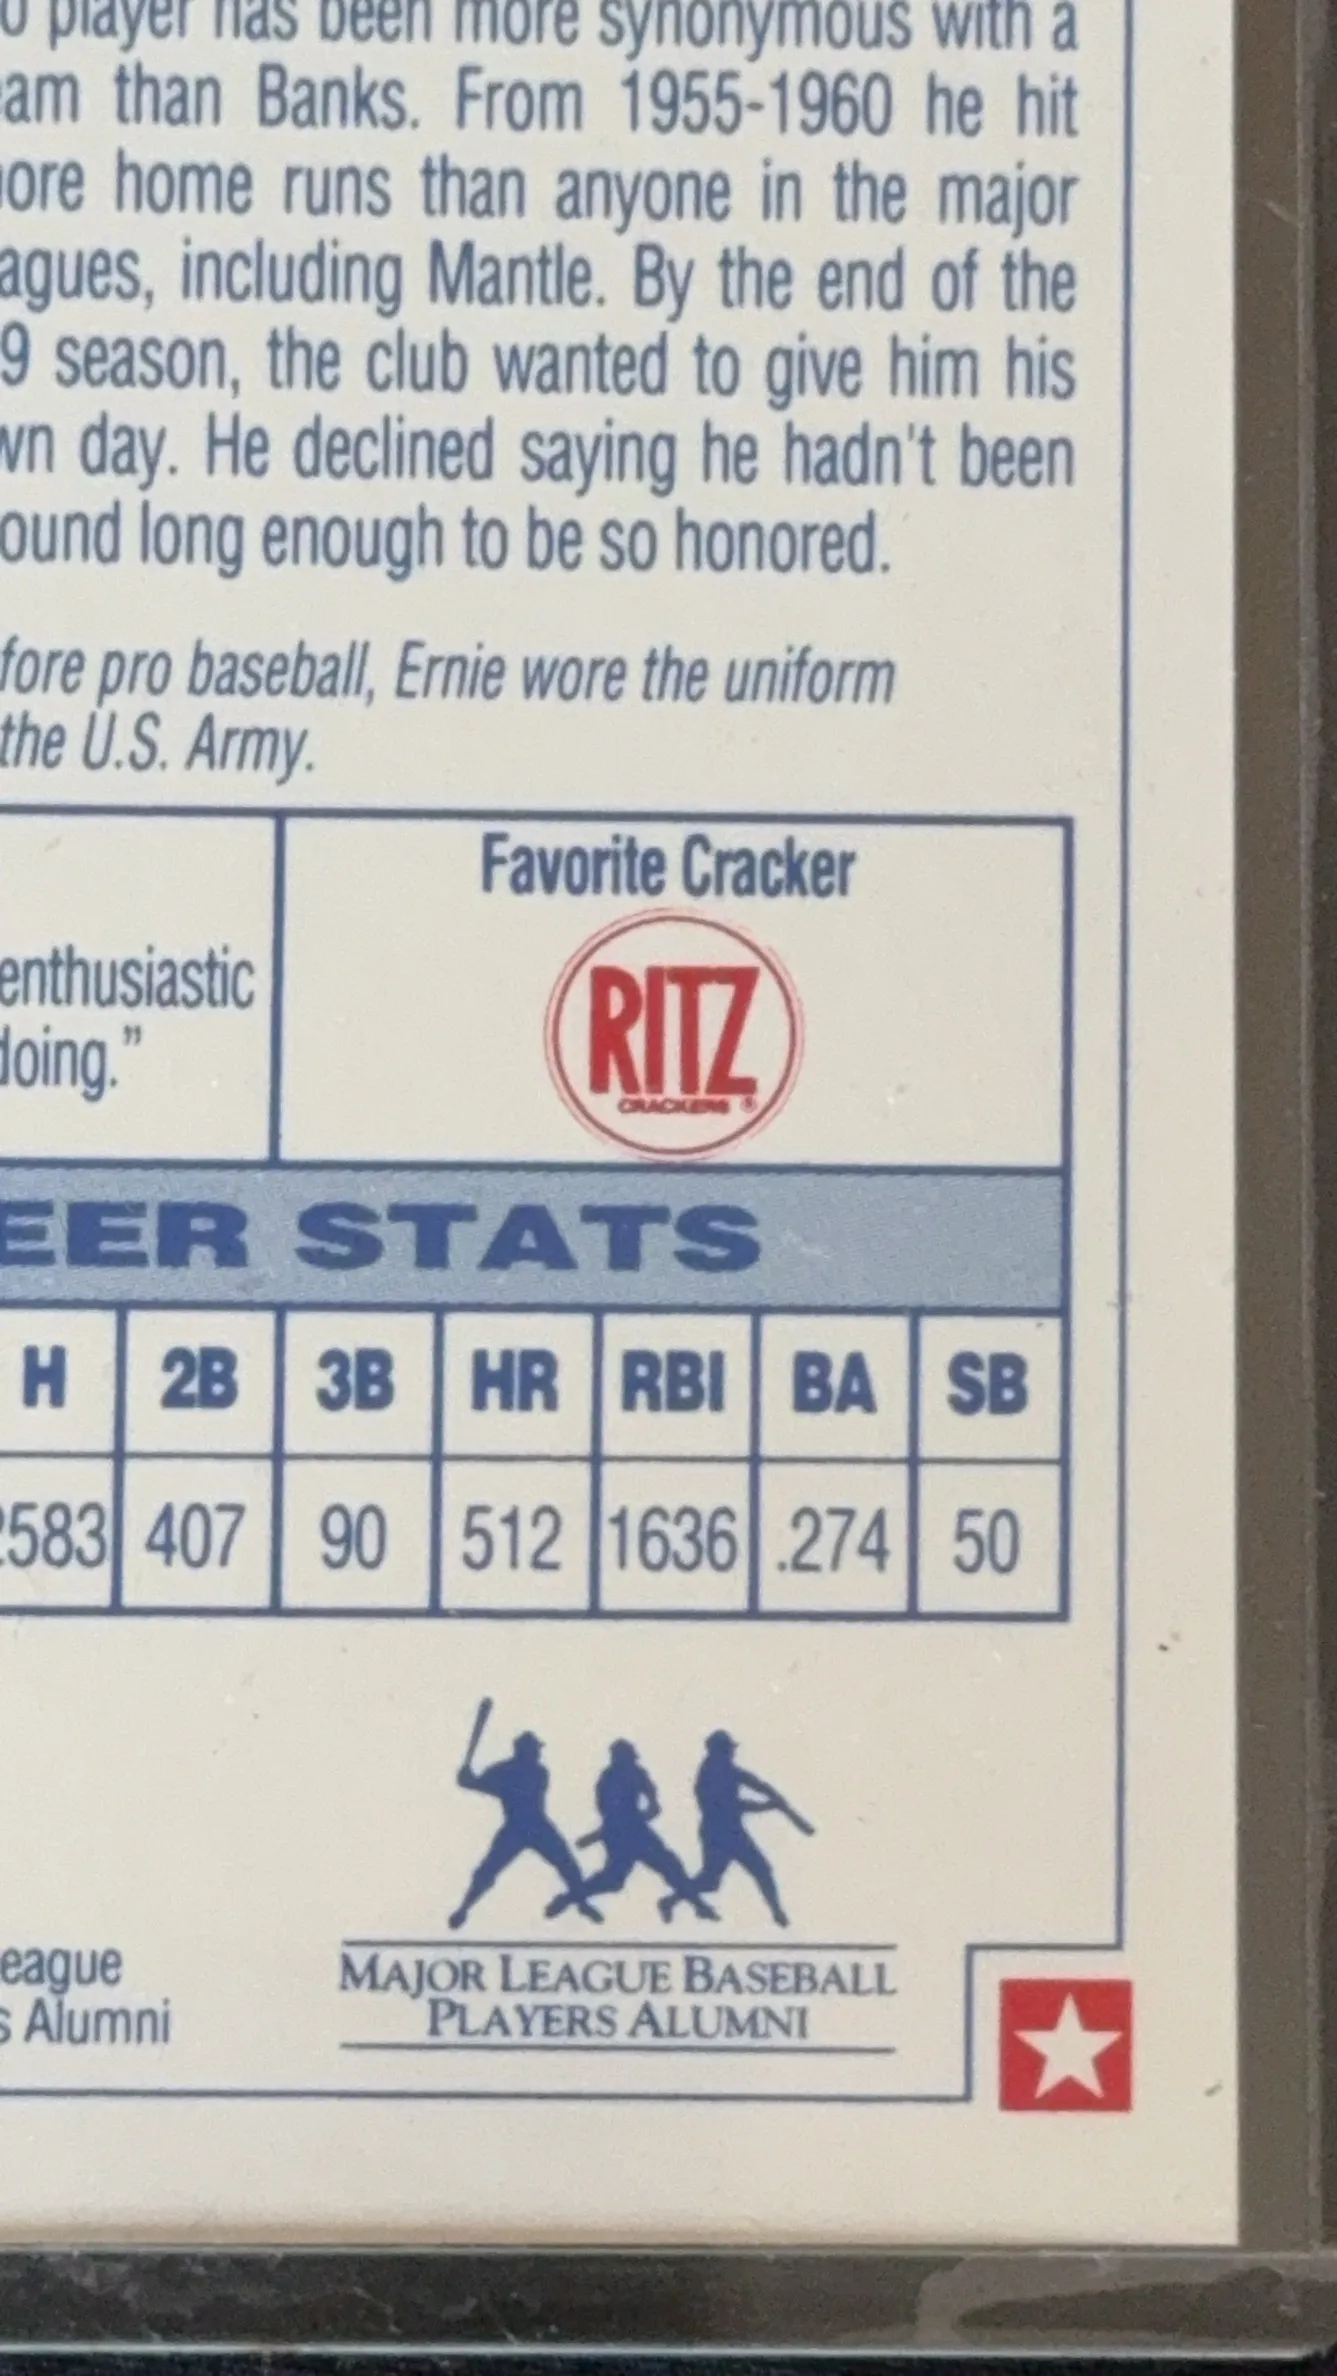 player has been more synonymous with a
am than Banks. From 1955-1960 he hit
ore home runs than anyone in the major
agues, including Mantle. By the end of the
9 season, the club wanted to give him his
wn day. He declined saying he hadn't been
ound long enough to be so honored.
fore pro baseball, Ernie wore the uniform
the U.S. Army.
Favorite Cracker
RITZ
CRACKERS ®
enthusiastic
doing.”
EER STATS
H 2B 3B HR RBI BA SB
2583 407 90 512 1636 .274 50
eague
s Alumni
MAJOR LEAGUE BASEBALL
PLAYERS ALUMNI